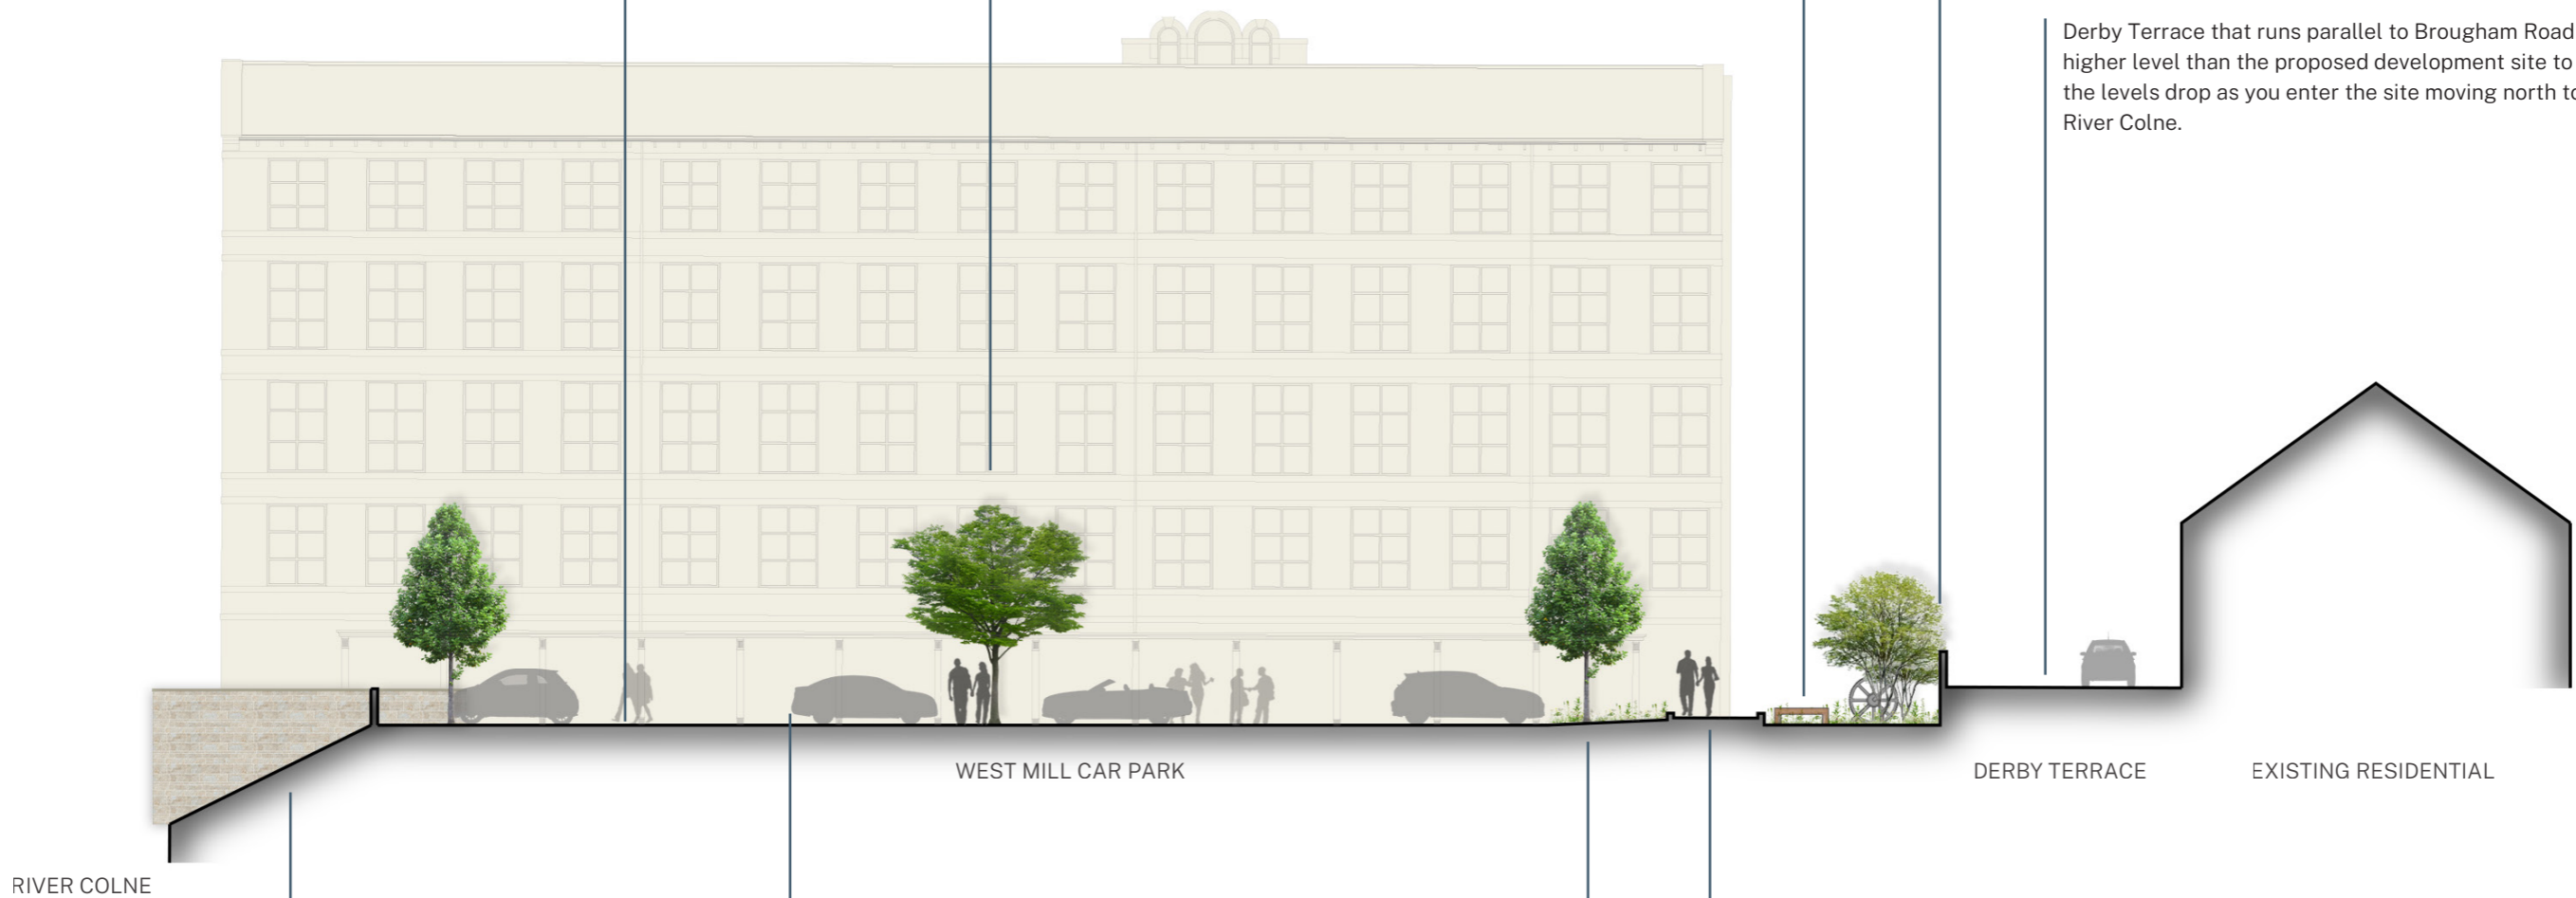 Derby Terrace that runs parallel to Brougham Road
higher level than the proposed development site to
the levels drop as you enter the site moving north to
River Colne.
WEST MILL CAR PARK
DERBY TERRACE
EXISTING RESIDENTIAL
RIVER COLNE